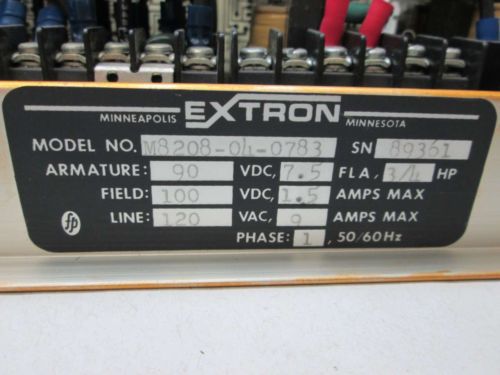 MINNEAPOLIS EXTRON MINNESOTA
MODEL NO. M8208-04-0783 SN 89361
ARMATURE: 90 VDC, 7.5 FLA, 3/4 HP
FIELD: 100 VDC, 1.5 AMPS MAX
LINE: 120 VAC, 9 AMPS MAX
fp PHASE: 1, 50/60Hz